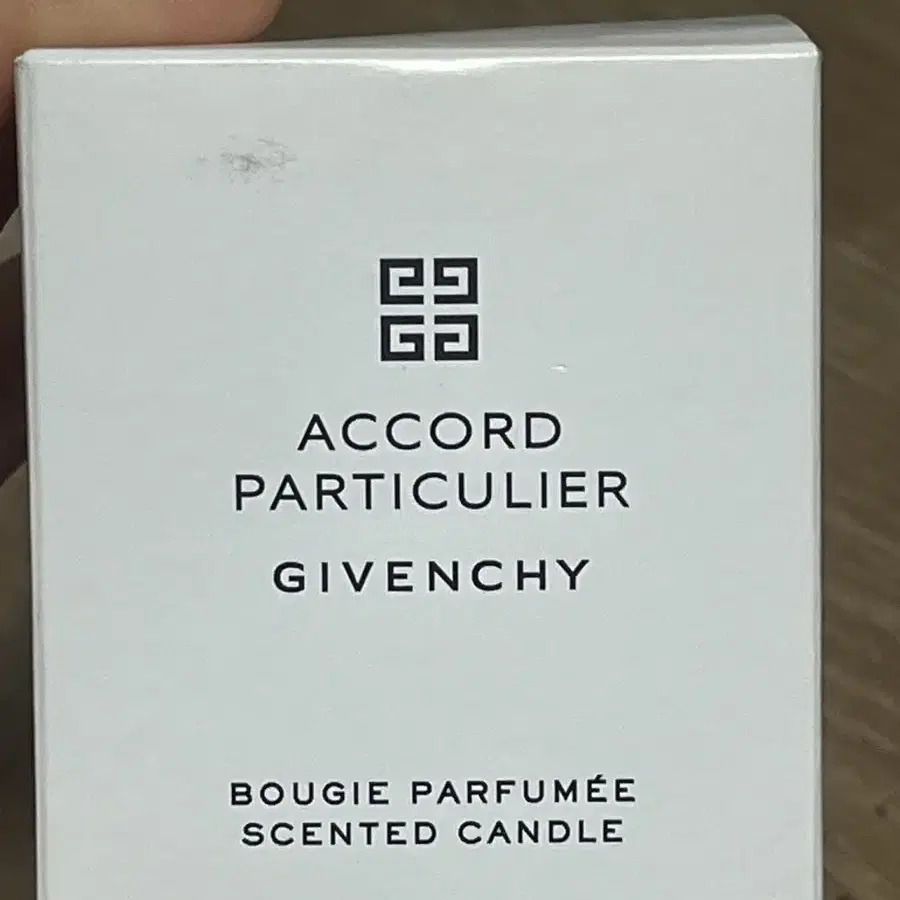 ACCORD
PARTICULIER
GIVENCHY
BOUGIE PARFUMÉE
SCENTED CANDLE